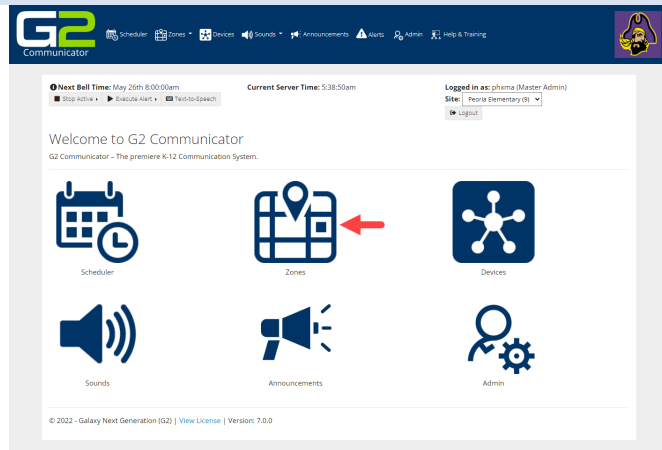 G2
Communicator
Scheduler Zones Devices Sounds Announcements Alerts Admin Help & Training
Next Bell Time: May 26th 8:00:00am Current Server Time: 5:38:50am Logged in as: phxma (Master Admin)
Stop Active Execute Alert Text-to-Speech Site: Peoria Elementary (9)
Logout
Welcome to G2 Communicator
G2 Communicator – The premiere K-12 Communication System.
Scheduler Zones Devices
Sounds Announcements Admin
© 2022 - Galaxy Next Generation (G2) | View License | Version: 7.0.0